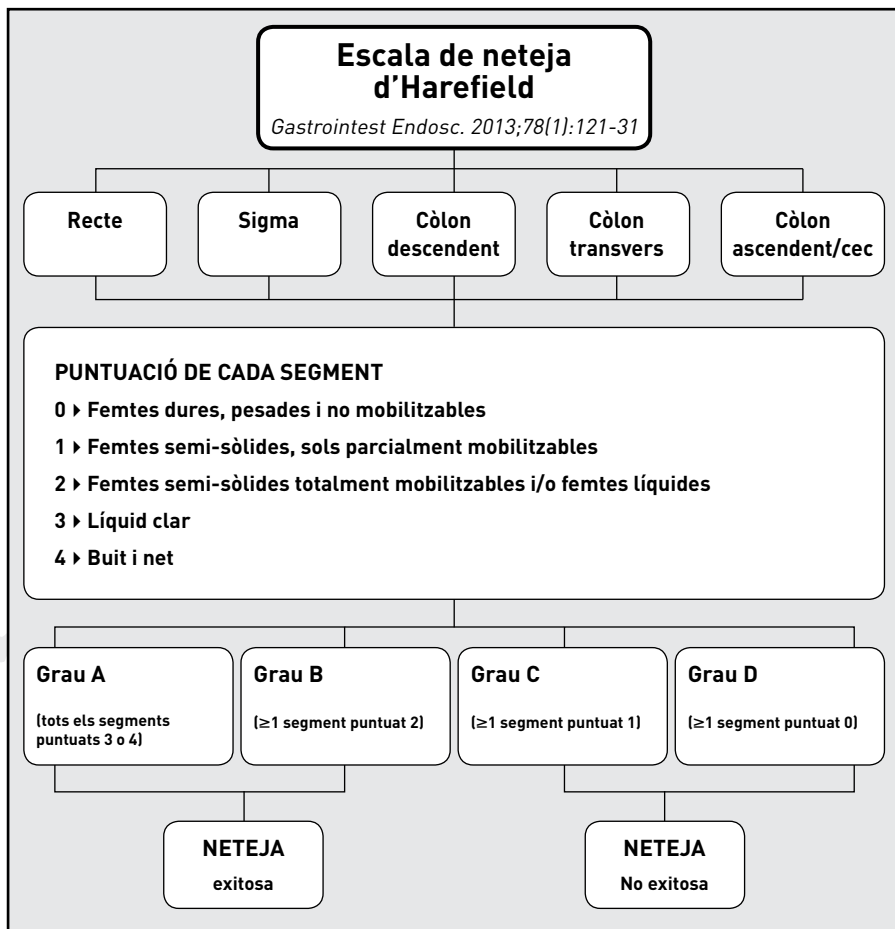 Escala de neteja
d’Harefield
Gastrointest Endosc. 2013;78(1):121-31
Recte
Sigma
Còlon
descendent
Còlon
transvers
Còlon
ascendent/cec
PUNTUACIÓ DE CADA SEGMENT
0 ▸ Femtes dures, pesades i no mobilitzables
1 ▸ Femtes semi-sòlides, sols parcialment mobilitzables
2 ▸ Femtes semi-sòlides totalment mobilitzables i/o femtes líquides
3 ▸ Líquid clar
4 ▸ Buit i net
Grau A
(tots els segments
puntuats 3 o 4)
Grau B
(≥1 segment puntuat 2)
Grau C
(≥1 segment puntuat 1)
Grau D
(≥1 segment puntuat 0)
NETEJA
exitosa
NETEJA
No exitosa